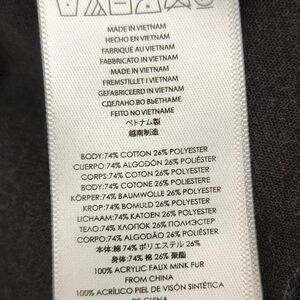 MADE IN VIETNAM
HECHO EN VIETNAM
FABRIQUÉ AU VIETNAM
FABBRICATO IN VIETNAM
MADE IN VIETNAM
FREMSTILLET I VIETNAM
GEFABRICEERD IN VIETNAM
СДЕЛАНО ВО ВЬЕТНАМЕ
FEITO NO VIETNAME
ベトナム製
越南制造
BODY:74% COTTON 26% POLYESTER
CUERPO:74% ALGODÓN 26% POLIÉSTER
CORPS:74% COTON 26% POLYESTER
BODY:74% COTONE 26% POLIESTERE
KÖRPER:74% BAUMWOLLE 26% POLYESTER
KROP:74% BOMULD 26% POLYESTER
LICHAAM:74% KATOEN 26% POLYESTER
ТЕЛО:74% ХЛОПОК 26% ПОЛИЭСТЕР
CORPO:74% ALGODÃO 26% POLIÉSTER
本体:綿 74% ポリエステル 26%
身体:74% 棉 26% 聚酯
100% ACRYLIC FAUX MINK FUR
FROM CHINA
100% ACRÍLICO PIEL DE VISÓN SINTÉTICA
DE CHINA